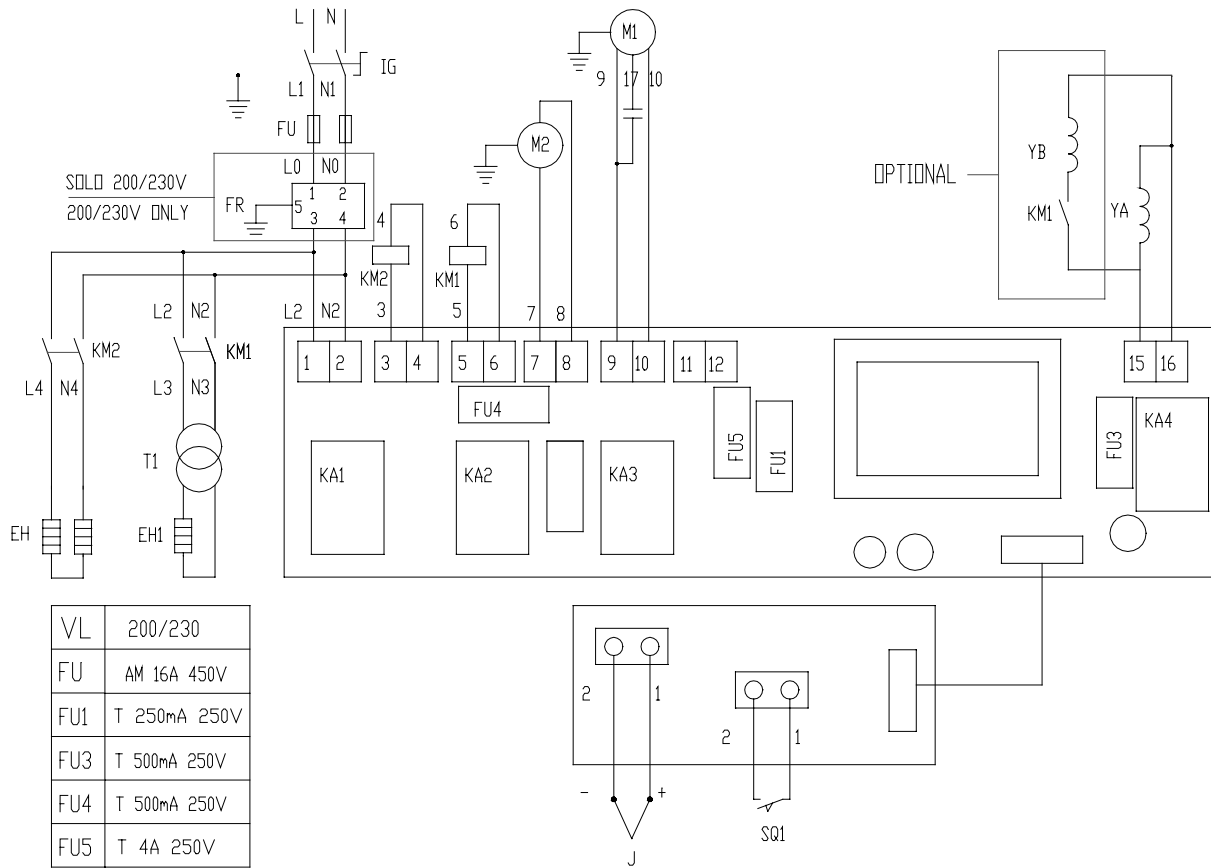 L N
M1
IG
9 17 10
L1 N1
FU
M2
YB
OPTIONAL
L0 N0
SOLO 200/230V
1 2
FR
5
200/230V ONLY
3 4
4
6
KM1
YA
KM2
KM1
L2 N2
L2 N2
3
5
7 8
KM2
KM1
1 2
3 4
5 6
7 8
9 10
11 12
15 16
L4 N4
L3 N3
FU4
FU5
FU1
FU3
KA4
T1
KA1
KA2
KA3
EH
EH1
VL 200/230
FU AM 16A 450V
FU1 T 250mA 250V
FU3 T 500mA 250V
FU4 T 500mA 250V
FU5 T 4A 250V
2 1
2 1
- +
SQ1
J